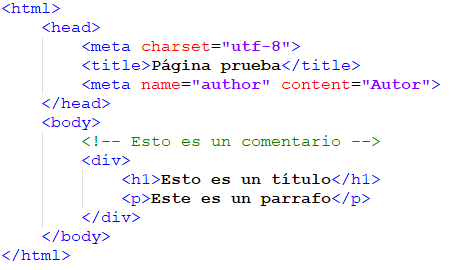 <html>
<head>
<meta charset="utf-8">
<title>Página prueba</title>
<meta name="author" content="Autor">
</head>
<body>
<!-- Esto es un comentario -->
<div>
<h1>Esto es un título</h1>
<p>Este es un parrafo</p>
</div>
</body>
</html>